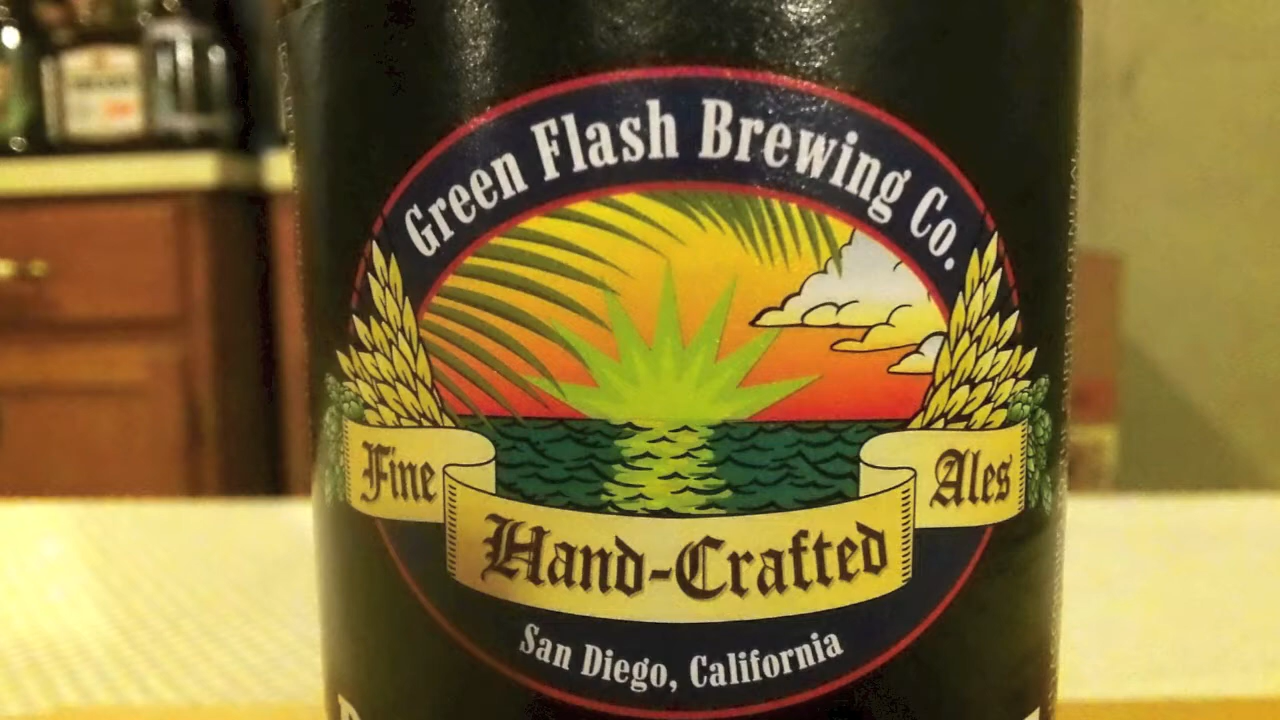 Green Flash Brewing Co.
Fine Hand-Crafted Ales
San Diego, California